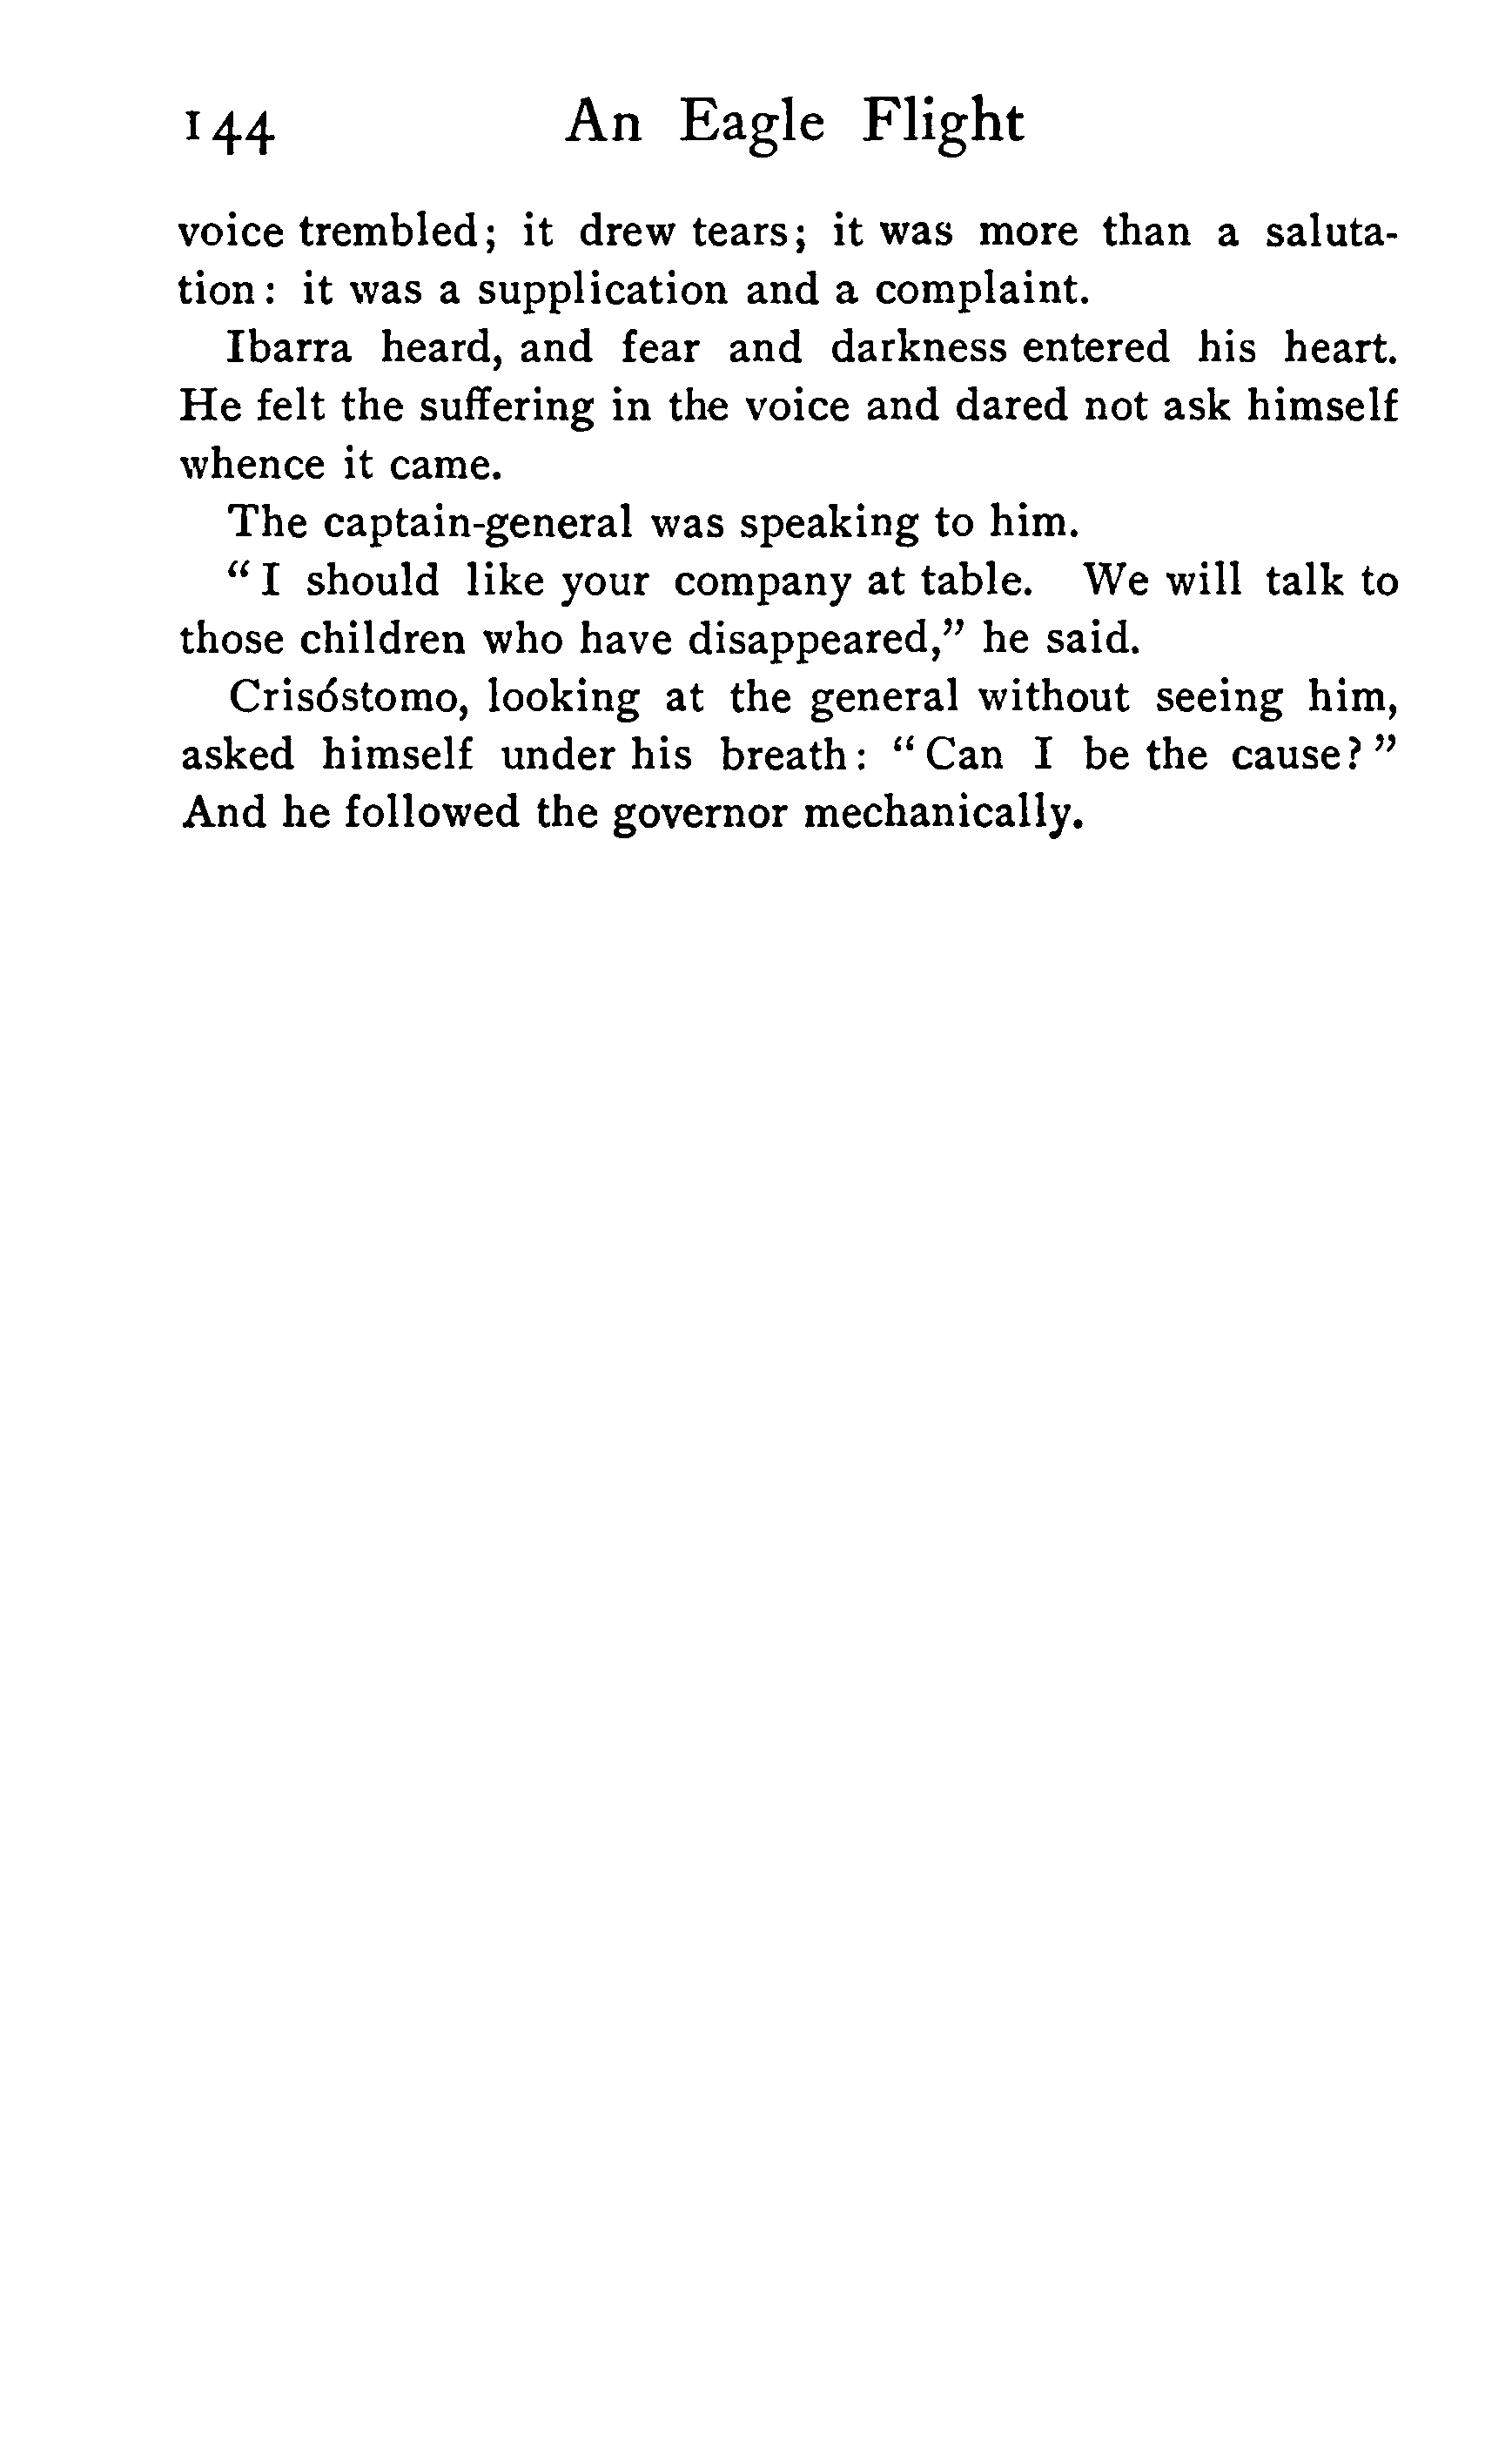 144 An Eagle Flight
voice trembled; it drew tears; it was more than a saluta-
tion: it was a supplication and a complaint.
Ibarra heard, and fear and darkness entered his heart.
He felt the suffering in the voice and dared not ask himself
whence it came.
The captain-general was speaking to him.
“I should like your company at table. We will talk to
those children who have disappeared,” he said.
Crisóstomo, looking at the general without seeing him,
asked himself under his breath: “Can I be the cause?”
And he followed the governor mechanically.